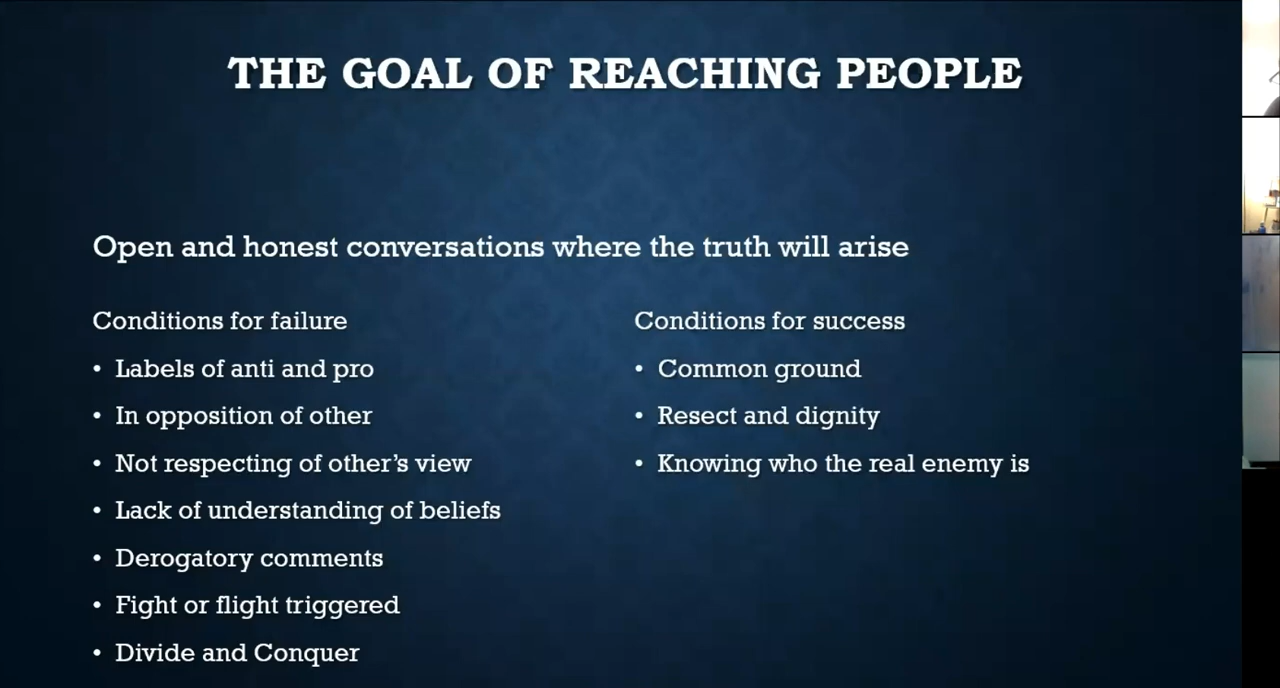 THE GOAL OF REACHING PEOPLE
Open and honest conversations where the truth will arise
Conditions for failure
• Labels of anti and pro
• In opposition of other
• Not respecting of other's view
• Lack of understanding of beliefs
• Derogatory comments
• Fight or flight triggered
• Divide and Conquer
Conditions for success
• Common ground
• Resect and dignity
• Knowing who the real enemy is